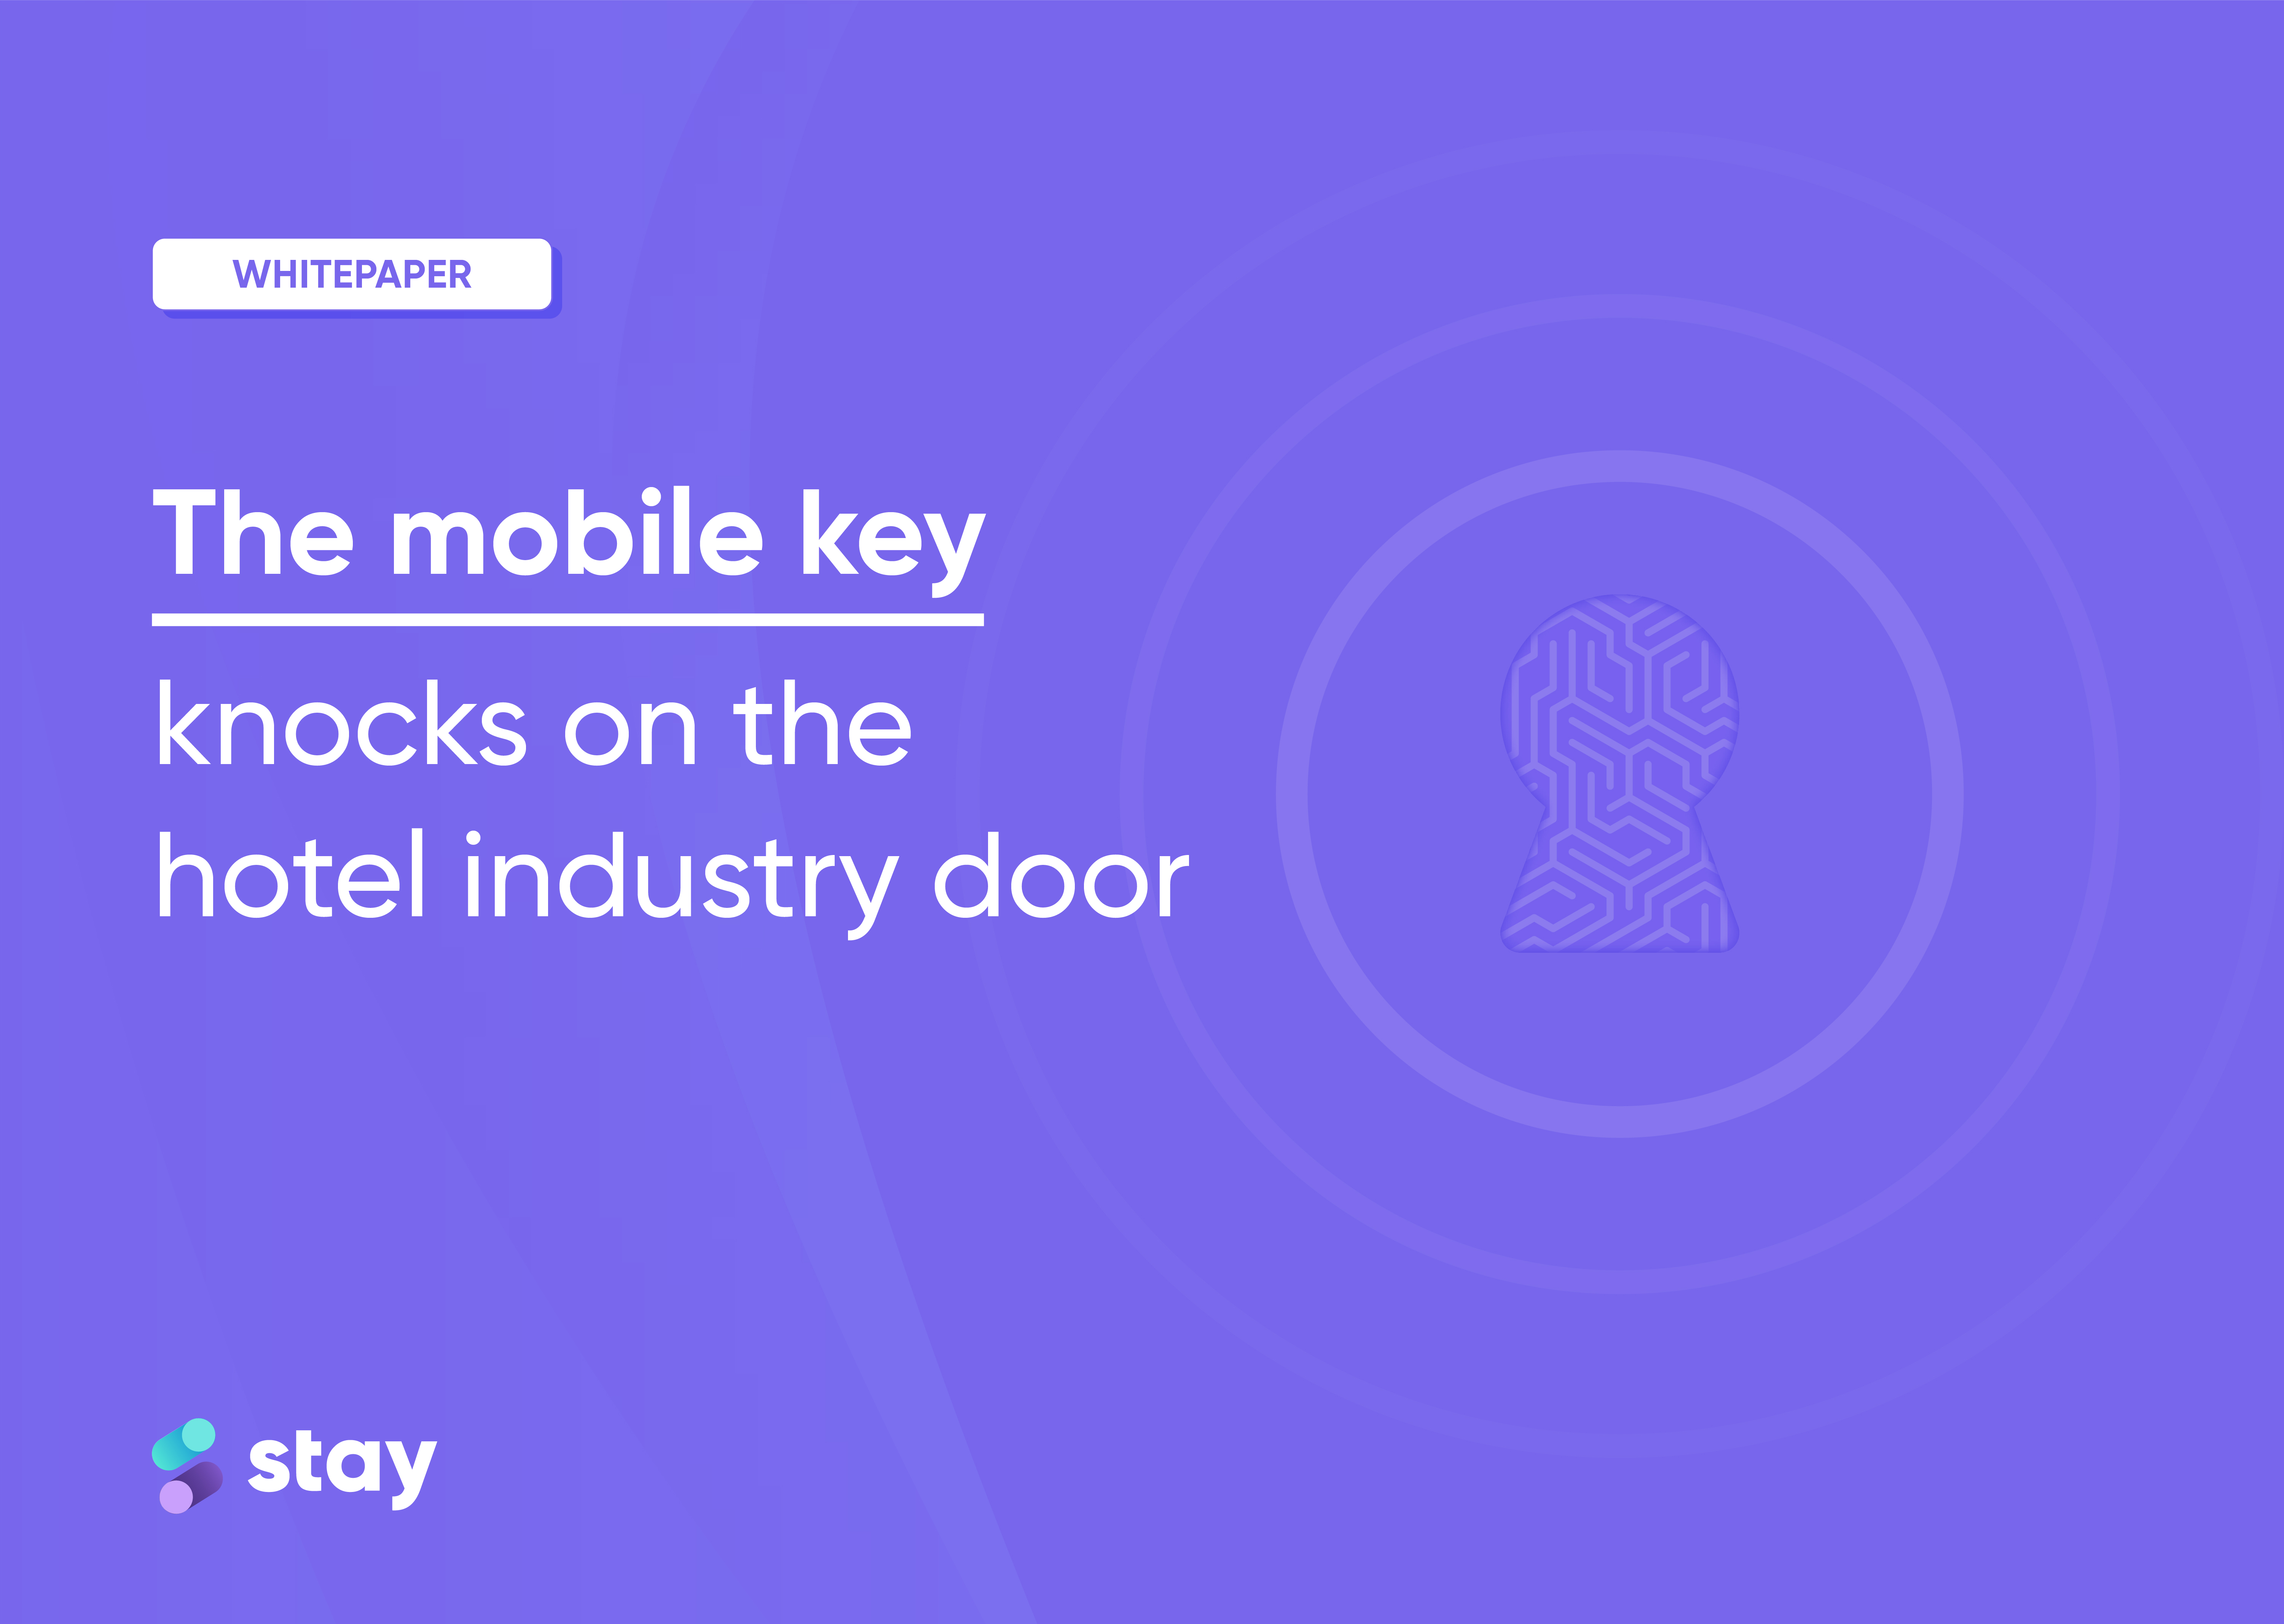 WHITEPAPER
The mobile key
knocks on the
hotel industry door
stay